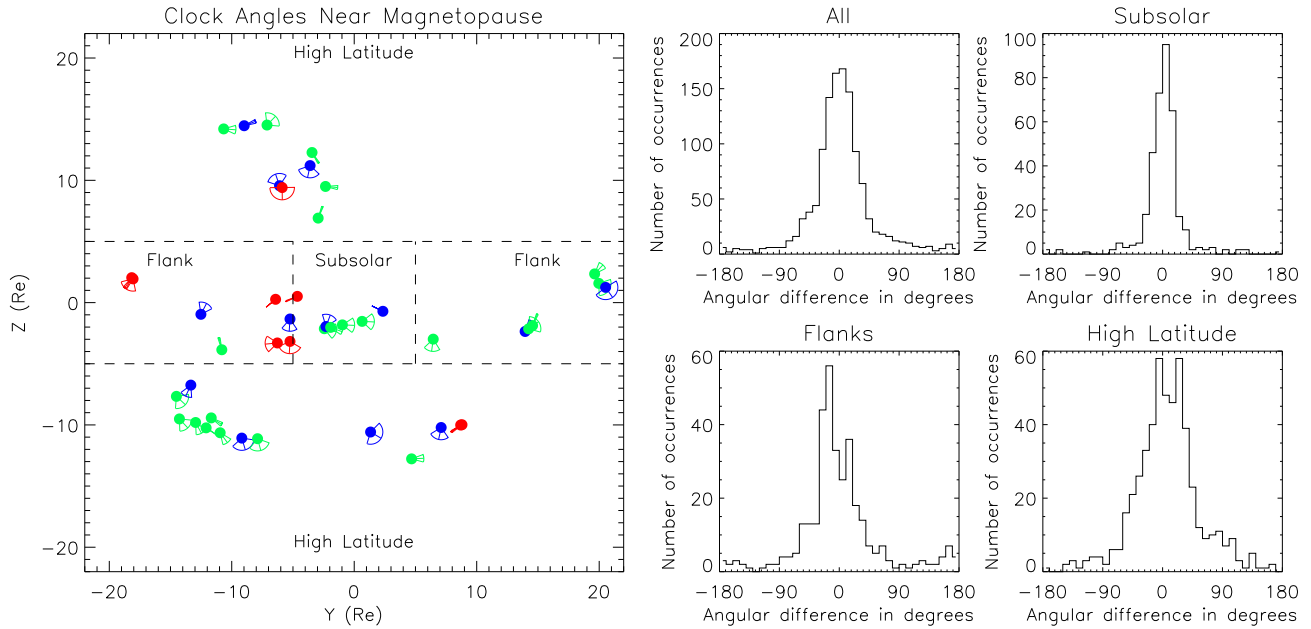 Clock Angles Near Magnetopause
20
10
0
−10
−20
Z (Re)
High Latitude
Flank
Subsolar
Flank
High Latitude
−20
−10
0
10
20
Y (Re)
All
200
150
100
50
0
Number of occurrences
−180
−90
0
90
180
Angular difference in degrees
Subsolar
100
80
60
40
20
0
Number of occurrences
−180
−90
0
90
180
Angular difference in degrees
Flanks
60
40
20
0
Number of occurrences
−180
−90
0
90
180
Angular difference in degrees
High Latitude
60
40
20
0
Number of occurrences
−180
−90
0
90
180
Angular difference in degrees